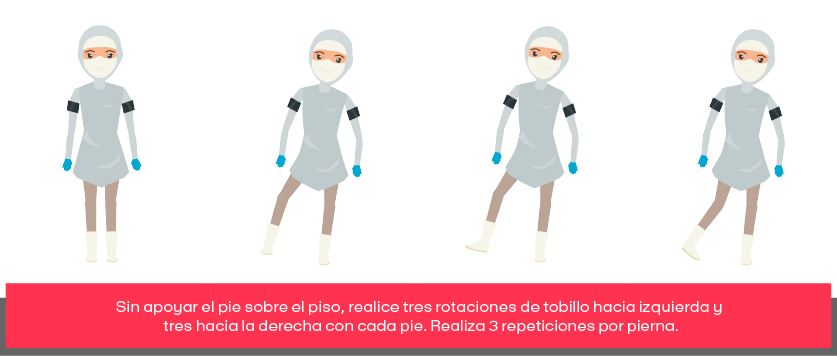 Sin apoyar el pie sobre el piso, realice tres rotaciones de tobillo hacia izquierda y
tres hacia la derecha con cada pie. Realiza 3 repeticiones por pierna.